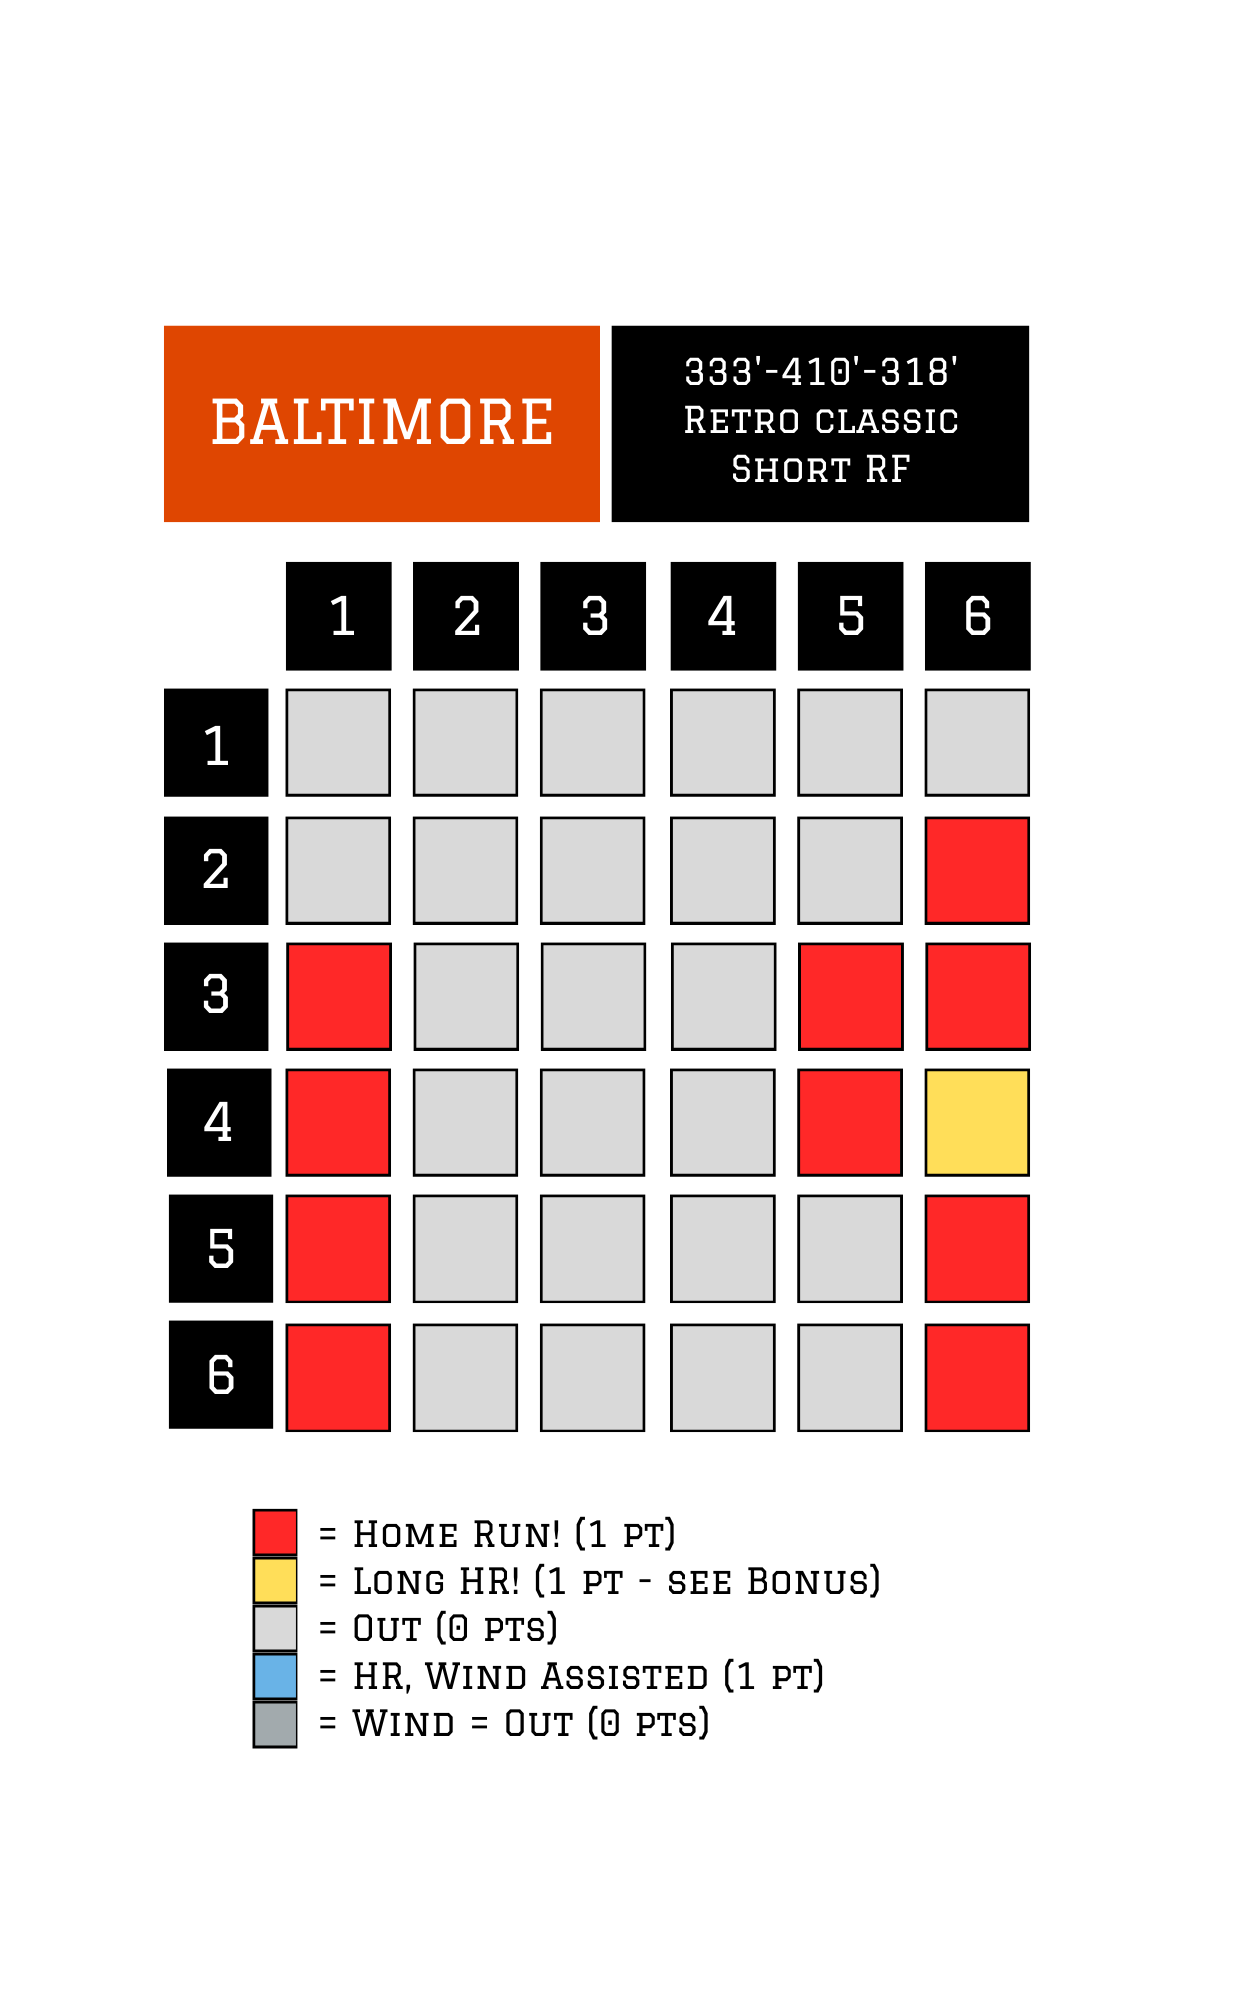 BALTIMORE
333'-410'-318'
Retro classic
Short RF
1 2 3 4 5 6
1
2
3
4
5
6
= Home Run! (1 pt)
= Long HR! (1 pt - see Bonus)
= Out (0 pts)
= HR, Wind Assisted (1 pt)
= Wind = Out (0 pts)